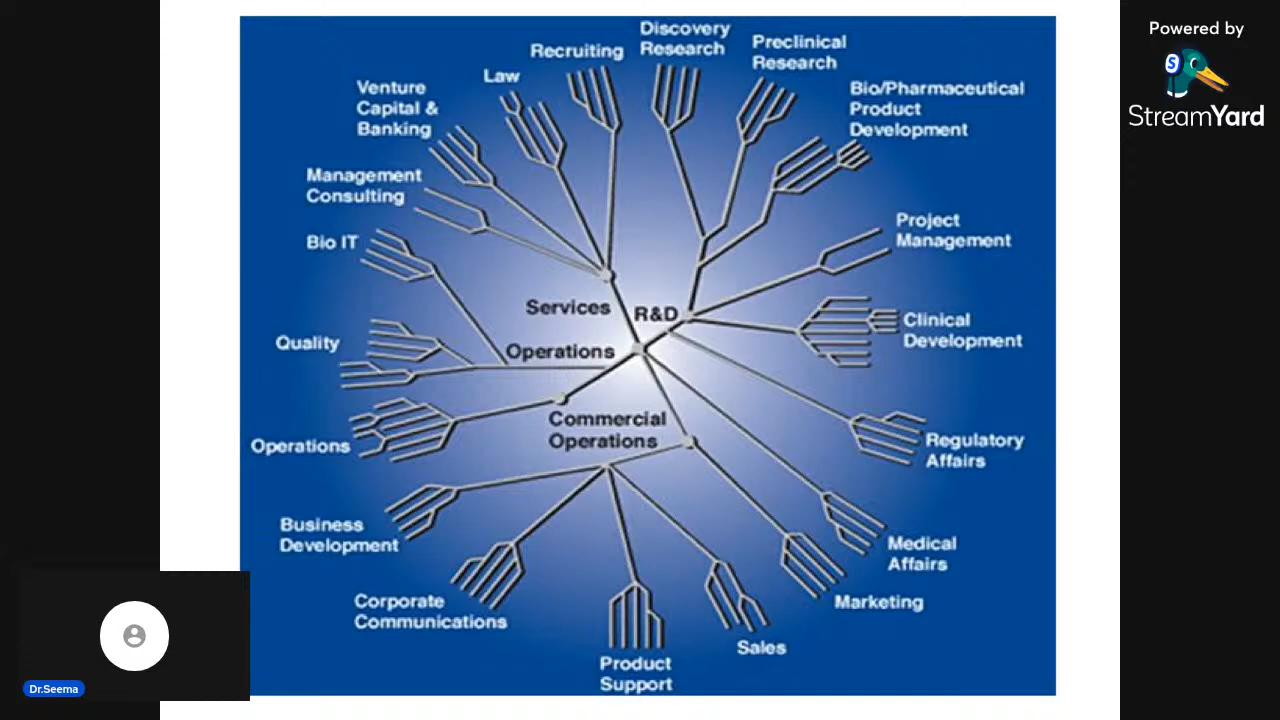 Powered by
StreamYard
Discovery
Research
Preclinical
Research
Recruiting
Law
Venture
Capital &
Banking
Bio/Pharmaceutical
Product
Development
Management
Consulting
Project
Management
Bio IT
Services
R&D
Clinical
Development
Quality
Operations
Commercial
Operations
Operations
Regulatory
Affairs
Business
Development
Medical
Affairs
Corporate
Communications
Marketing
Sales
Product
Support
Dr.Seema
S